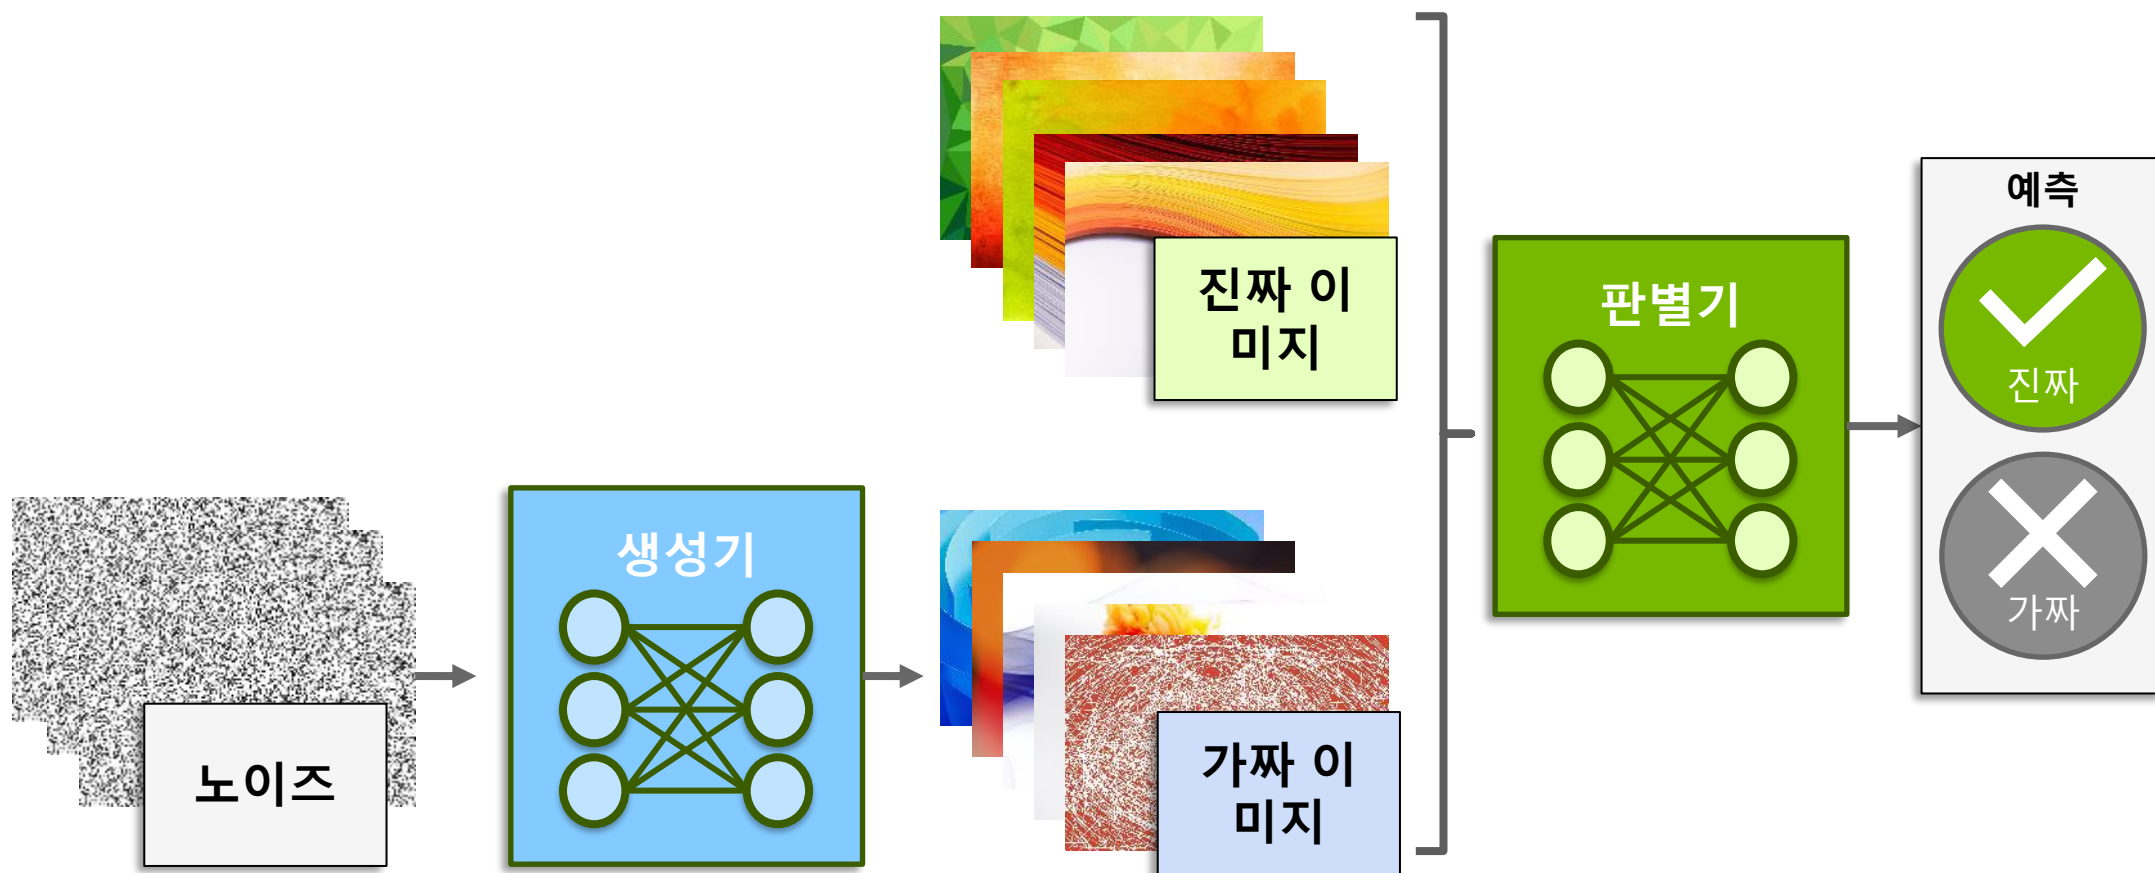 진짜 이
미지
예측
판별기
진짜
가짜
생성기
노이즈
가짜 이
미지